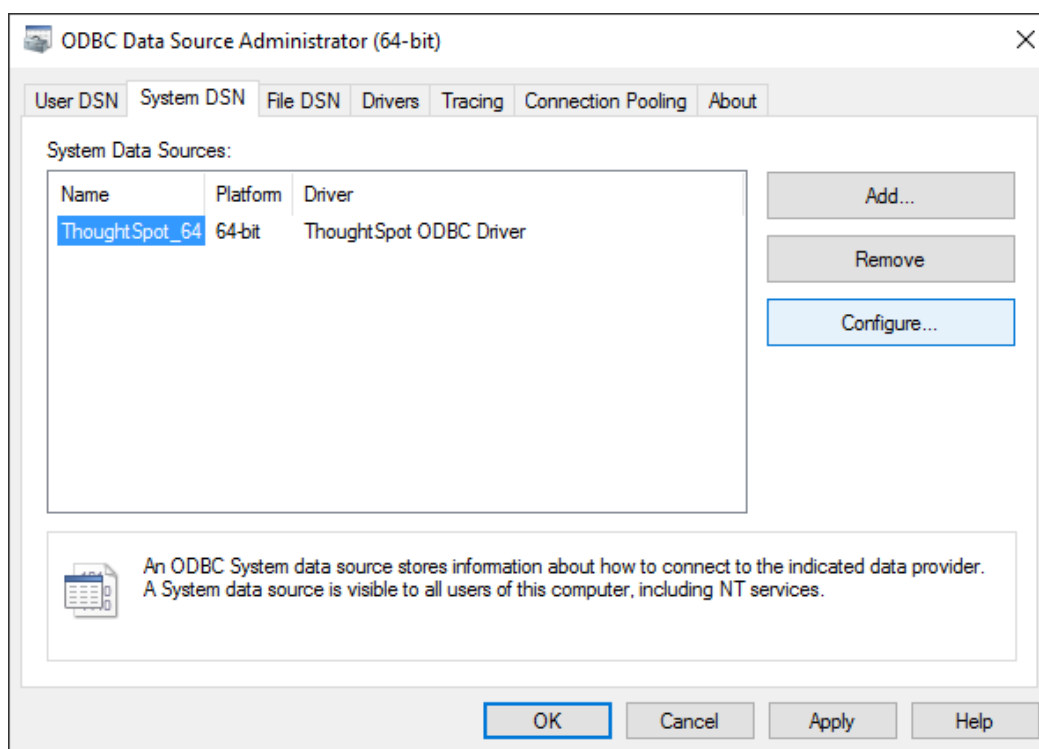 ODBC Data Source Administrator (64-bit)
User DSN System DSN File DSN Drivers Tracing Connection Pooling About
System Data Sources:
Name Platform Driver
ThoughtSpot_64 64-bit ThoughtSpot ODBC Driver
Add...
Remove
Configure...
An ODBC System data source stores information about how to connect to the indicated data provider.
A System data source is visible to all users of this computer, including NT services.
OK Cancel Apply Help